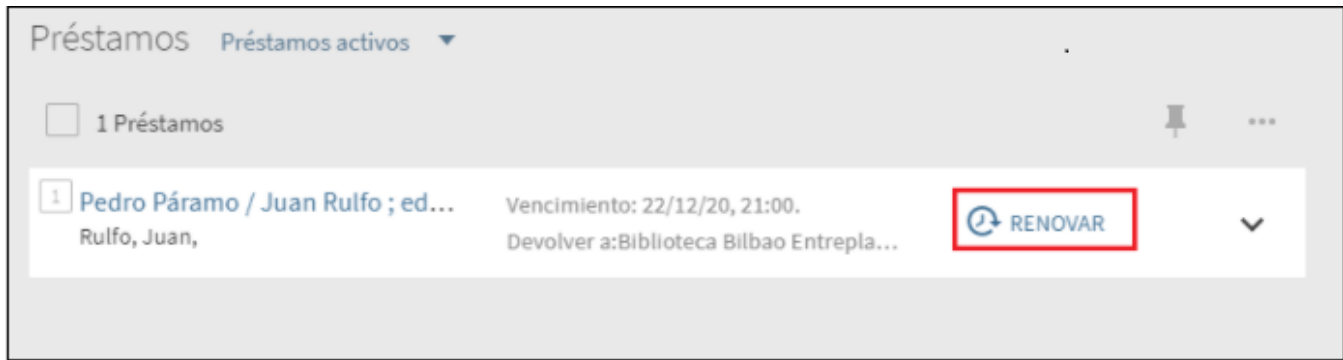 Préstamos Préstamos activos
1 Préstamos
1 Pedro Páramo / Juan Rulfo ; ed...
Rulfo, Juan,
Vencimiento: 22/12/20, 21:00.
Devolver a:Biblioteca Bilbao Entrepla...
RENOVAR